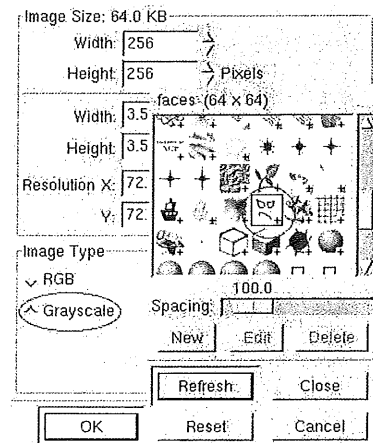 Image Size: 64.0 KB
Width: 256
Height: 256 Pixels
Width: 3.5
Height: 3.5
Resolution X: 72.
Y: 72
faces (64 x 64)
Image Type
RGB
Grayscale
100.0
Spacing:
New Edit Delete
Refresh Close
OK Reset Cancel